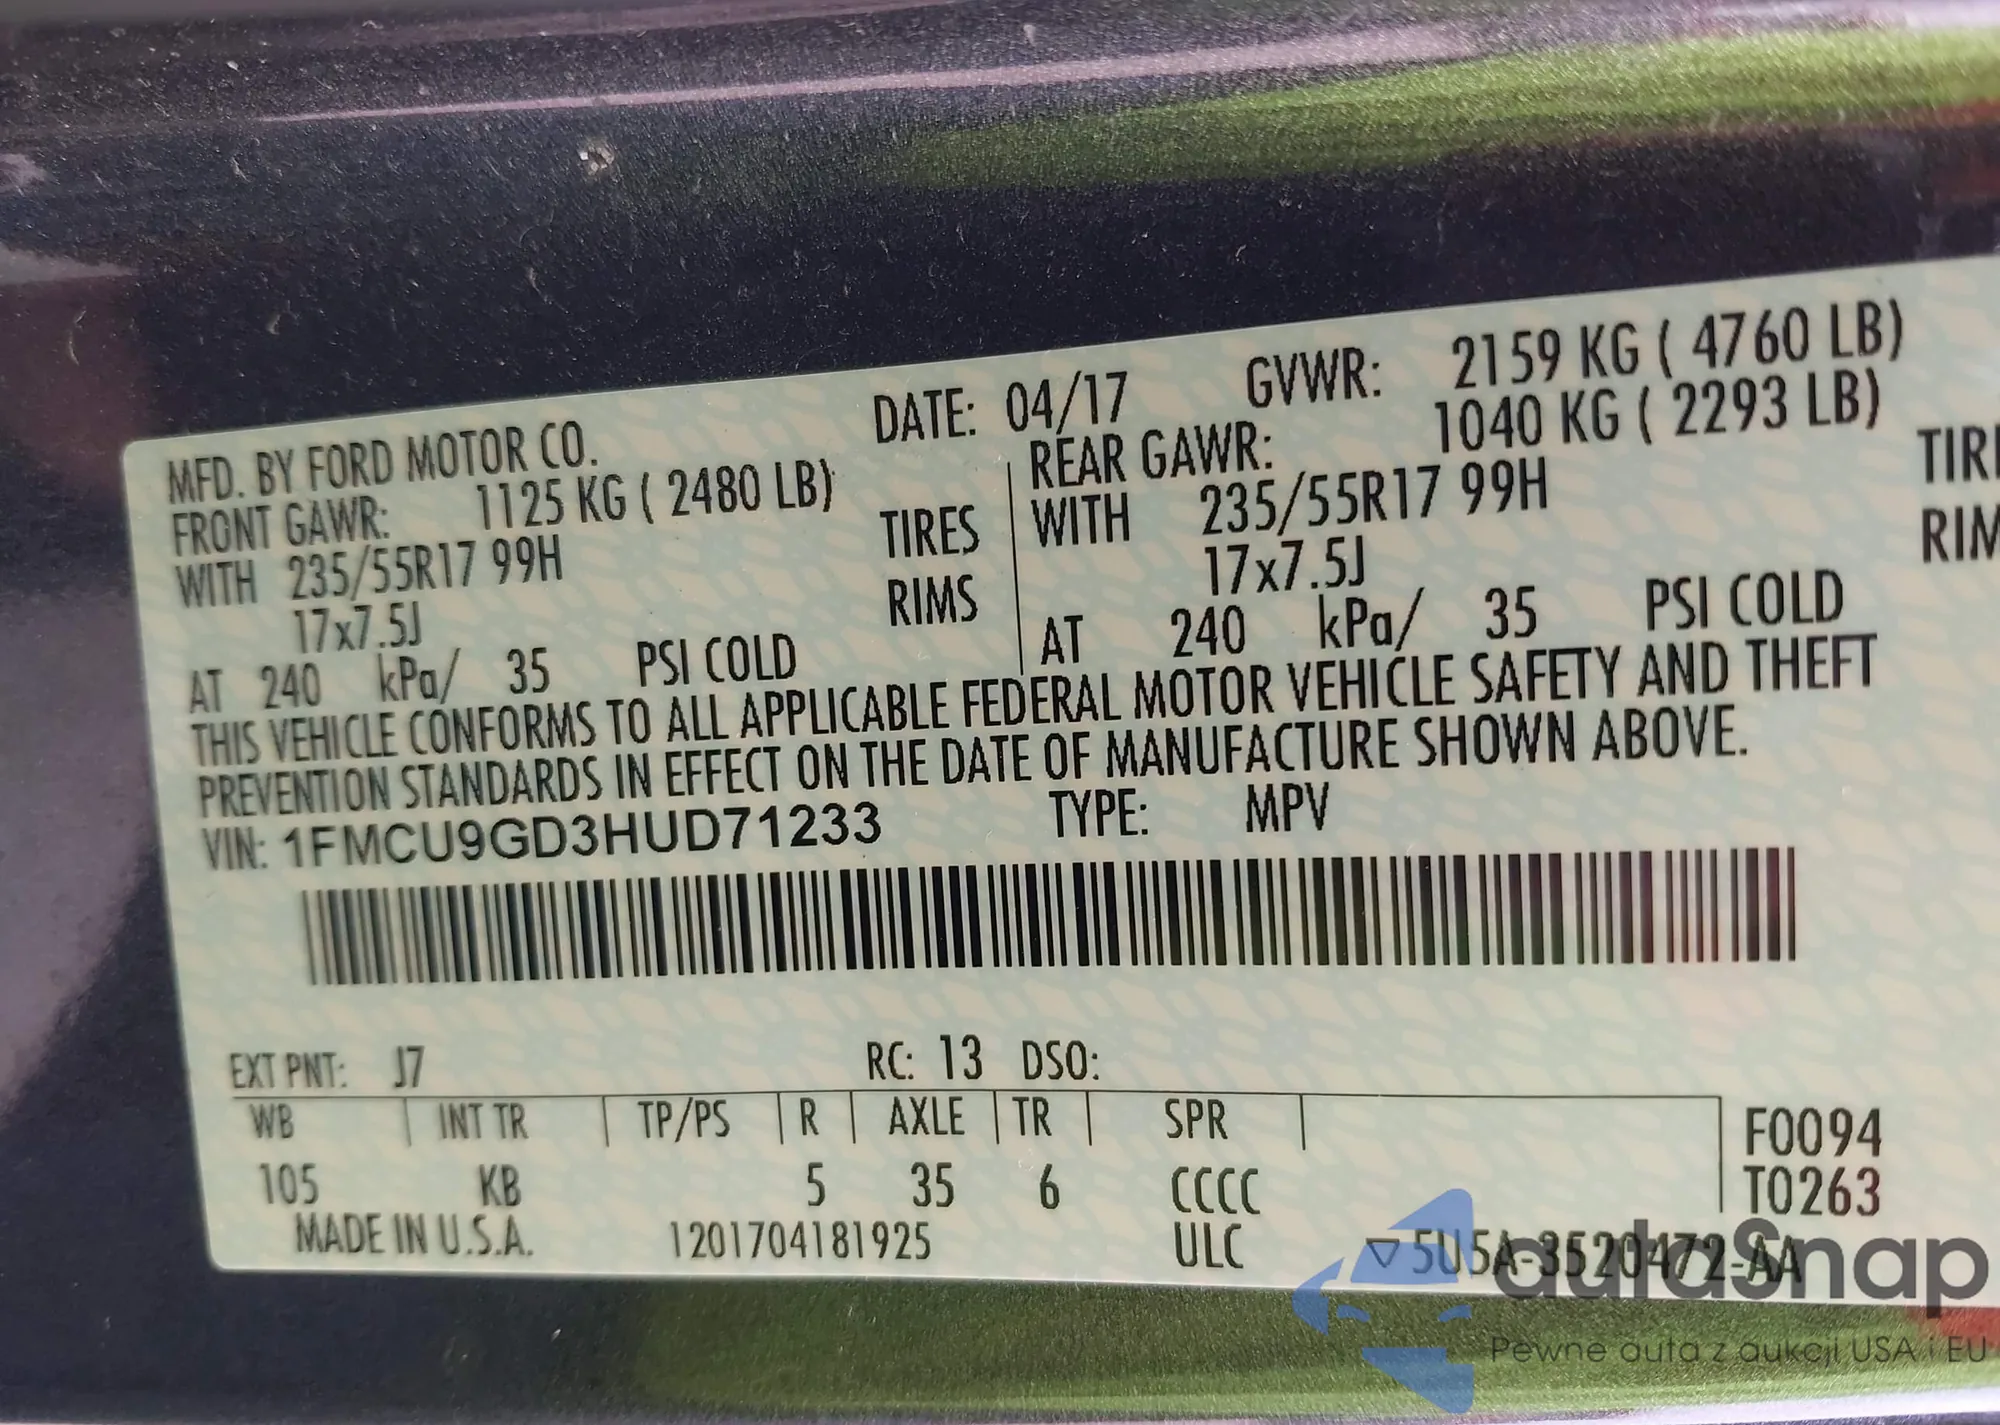 MFD. BY FORD MOTOR CO. DATE: 04/17 GVWR: 2159 KG ( 4760 LB)
FRONT GAWR: 1125 KG ( 2480 LB) REAR GAWR: 1040 KG ( 2293 LB)
WITH 235/55R17 99H TIRES WITH 235/55R17 99H
17x7.5J RIMS 17x7.5J
AT 240 kPa/ 35 PSI COLD AT 240 kPa/ 35 PSI COLD
THIS VEHICLE CONFORMS TO ALL APPLICABLE FEDERAL MOTOR VEHICLE SAFETY AND THEFT
PREVENTION STANDARDS IN EFFECT ON THE DATE OF MANUFACTURE SHOWN ABOVE.
VIN: 1FMCU9GD3HUD71233 TYPE: MPV
EXT PNT: J7 RC: 13 DSO:
WB INT TR TP/PS R AXLE TR SPR F0094
105 KB 5 35 6 CCCC T0263
MADE IN U.S.A. 1201704181925 ULC ▽5U5A-3520472-AA
autoSnap
Pewne auta z aukcji USA i EU